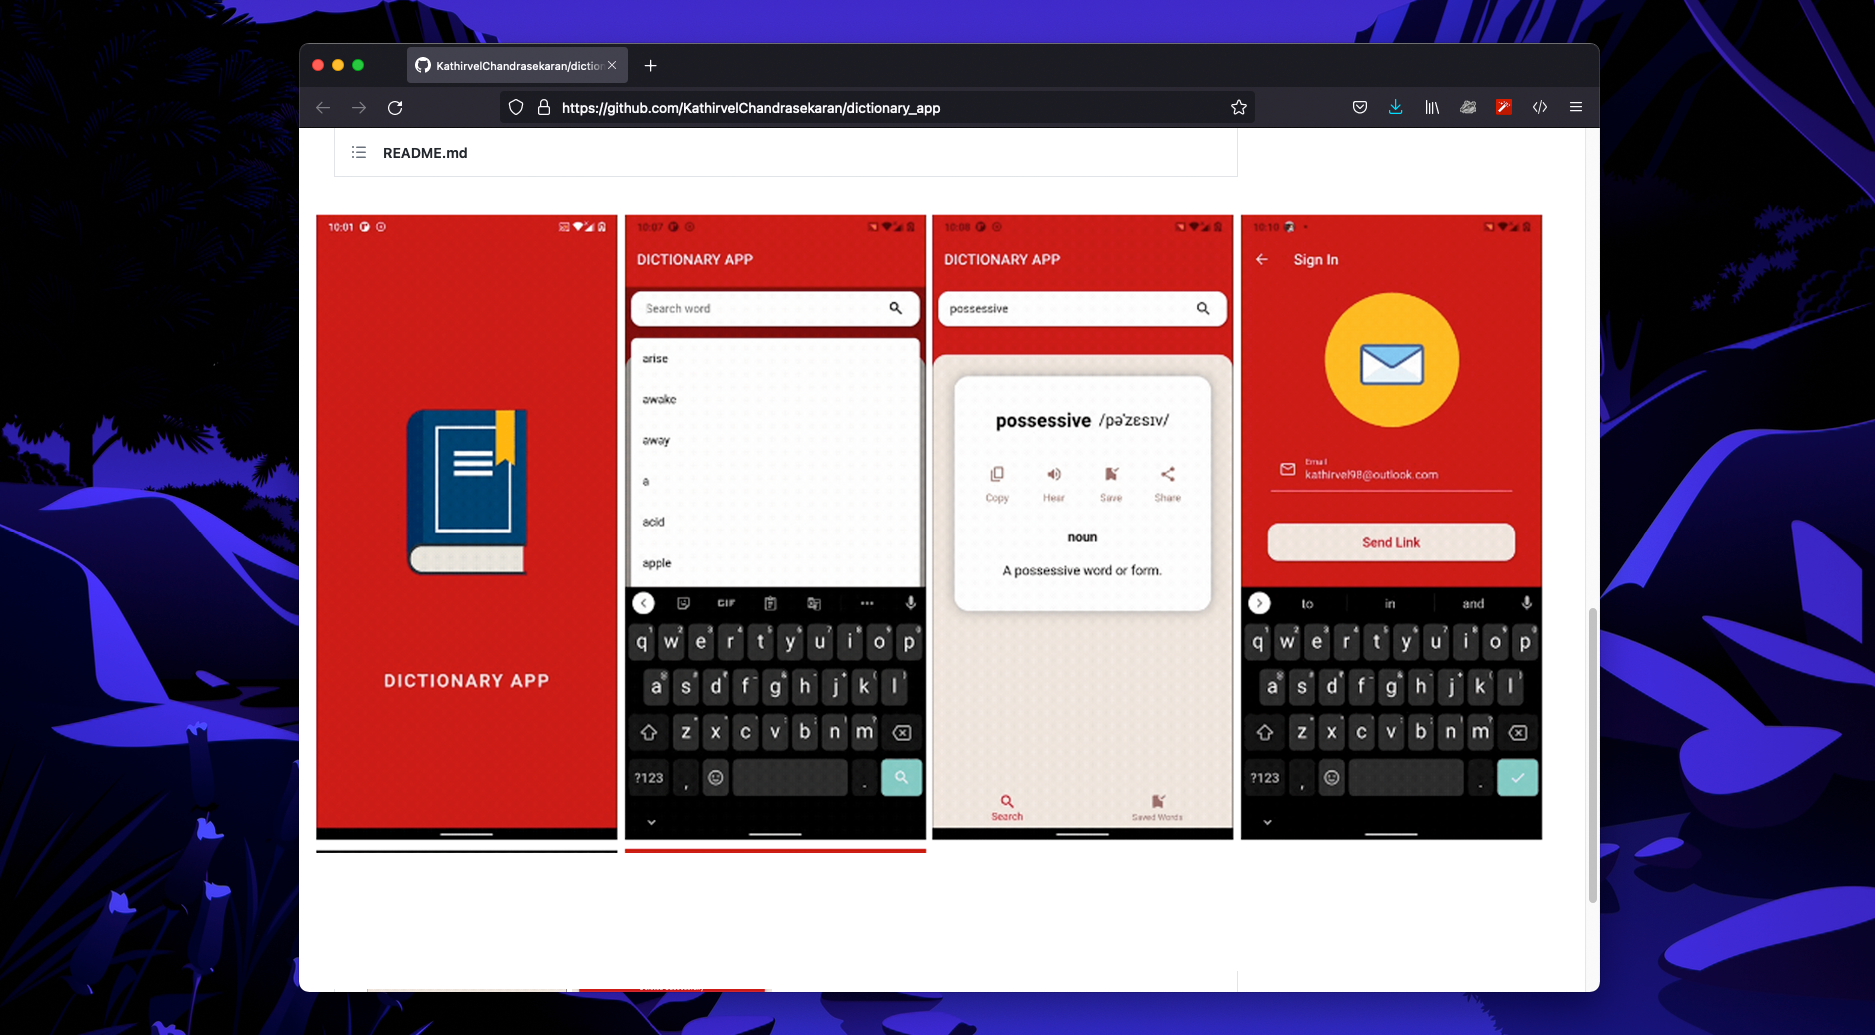 KathirvelChandrasekaran/diction
https://github.com/KathirvelChandrasekaran/dictionary_app
README.md
10:01
DICTIONARY APP
10:07
DICTIONARY APP
Search word
arise
awake
away
a
acid
apple
GIF
q w e r t y u i o p
a s d f g h j k l
z x c v b n m
?123 , .
10:08
DICTIONARY APP
possessive
possessive /pəˈzɛsɪv/
Copy Hear Save Share
noun
A possessive word or form.
Search Saved Words
10:10
Sign In
Email
kathirvel98@outlook.com
Send Link
to in and
q w e r t y u i o p
a s d f g h j k l
z x c v b n m
?123 , .